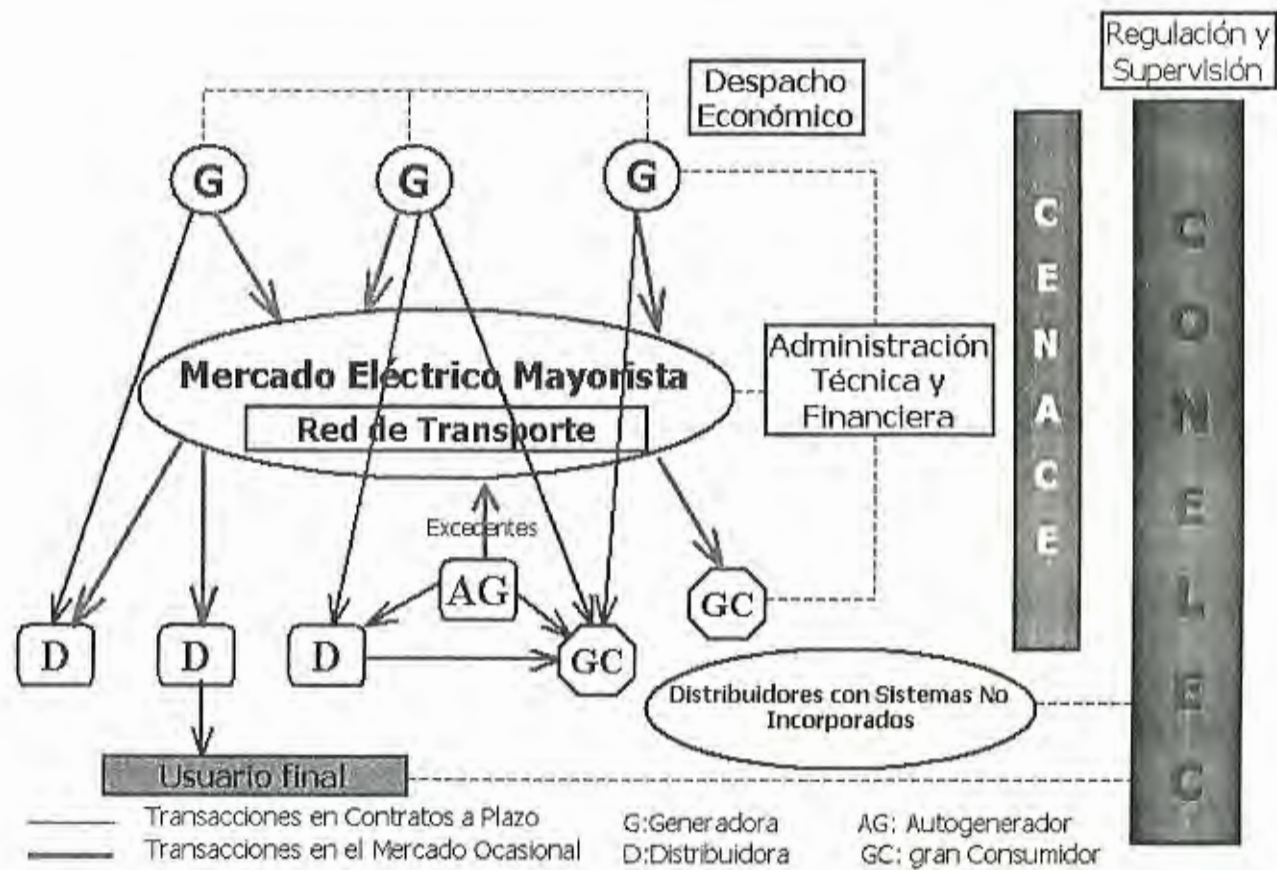 Regulación y
Supervisión
Despacho
Económico
G
G
G
CENACE
CONELEC
Mercado Eléctrico Mayorista
Red de Transporte
Administración
Técnica y
Financiera
Excedentes
AG
GC
D
D
D
GC
Distribuidores con Sistemas No
Incorporados
Usuario final
Transacciones en Contratos a Plazo
G:Generadora
AG: Autogenerador
Transacciones en el Mercado Ocasional
D:Distribuidora
GC: gran Consumidor